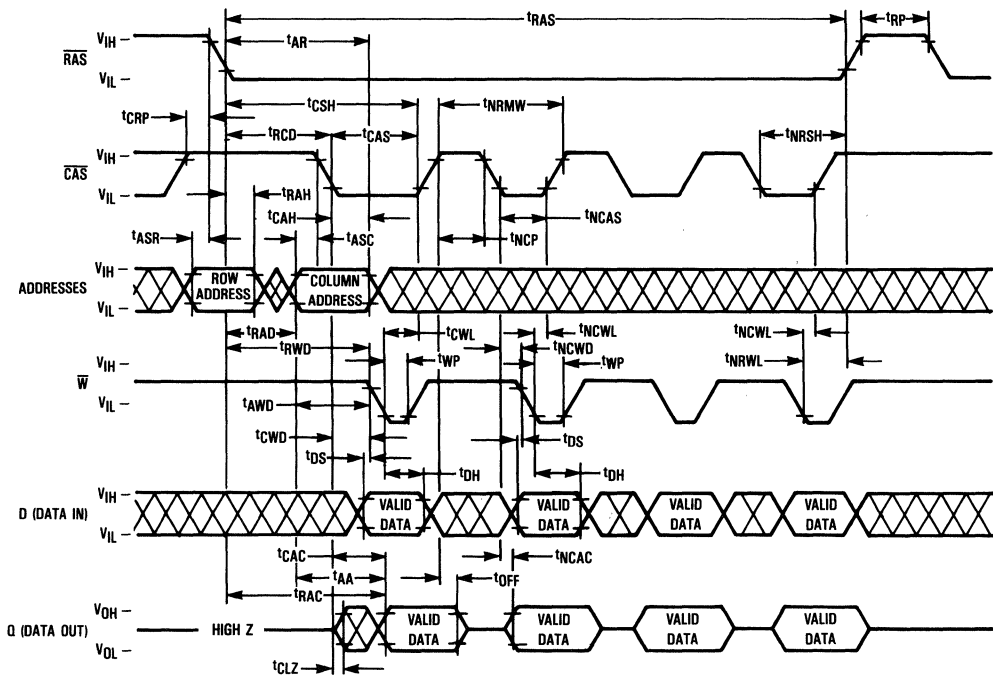 tRAS
tRP
tAR
VIH
RAS
VIL
tCSH
tNRMW
tCRP
tRCD
tCAS
tNRSH
VIH
CAS
VIL
tRAH
tCAH
tNCAS
tASR
tASC
tNCP
VIH
ADDRESSES
VIL
ROW
ADDRESS
COLUMN
ADDRESS
tRAD
tCWL
tNCWL
tNCWL
tRWD
tNCWD
VIH
tWP
tWP
tNRWL
W
VIL
tAWD
tCWD
tDS
tDS
tDH
tDH
VIH
D (DATA IN)
VIL
VALID
DATA
VALID
DATA
VALID
DATA
VALID
DATA
tCAC
tNCAC
tAA
tOFF
tRAC
VOH
Q (DATA OUT)
VOL
HIGH Z
VALID
DATA
VALID
DATA
VALID
DATA
VALID
DATA
tCLZ